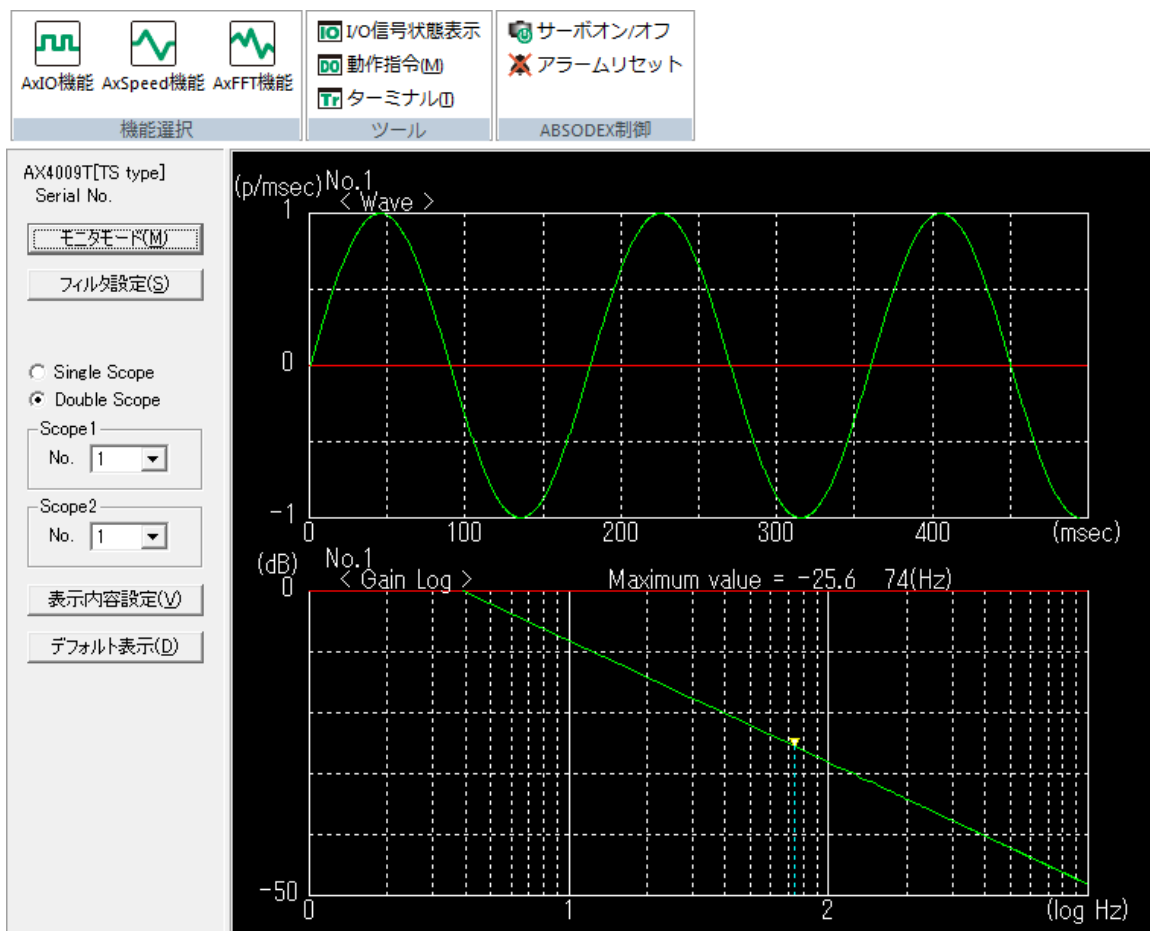 AxIO機能 AxSpeed機能 AxFFT機能
機能選択
I/O信号状態表示
動作指令(M)
ターミナル(T)
ツール
サーボオン/オフ
アラームリセット
ABSODEX制御
AX4009T[TS type]
Serial No.
モニタモード(M)
フィルタ設定(S)
Single Scope
Double Scope
Scope1
No. 1
Scope2
No. 1
表示内容設定(V)
デフォルト表示(D)
(p/msec) No.1
< Wave >
1
0
-1
0 100 200 300 400 (msec)
(dB) No.1
< Gain Log > Maximum value = -25.6 74(Hz)
0
-50
0 1 2 (log Hz)